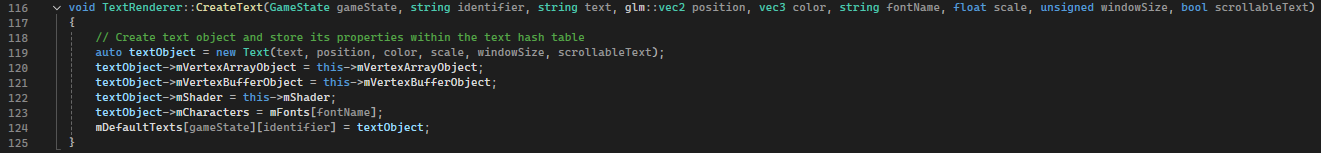 116 void TextRenderer::CreateText(GameState gameState, string identifier, string text, glm::vec2 position, vec3 color, string fontName, float scale, unsigned windowSize, bool scrollableText)
117 {
118 // Create text object and store its properties within the text hash table
119 auto textObject = new Text(text, position, color, scale, windowSize, scrollableText);
120 textObject->mVertexArrayObject = this->mVertexArrayObject;
121 textObject->mVertexBufferObject = this->mVertexBufferObject;
122 textObject->mShader = this->mShader;
123 textObject->mCharacters = mFonts[fontName];
124 mDefaultTexts[gameState][identifier] = textObject;
125 }